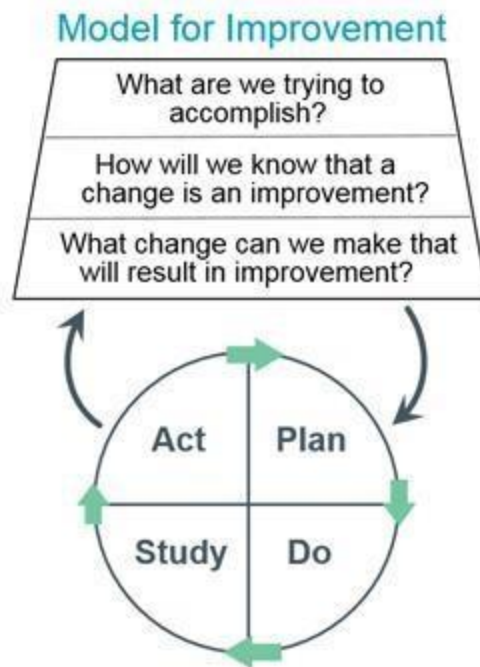 Model for Improvement
What are we trying to
accomplish?
How will we know that a
change is an improvement?
What change can we make that
will result in improvement?
Act
Plan
Study
Do